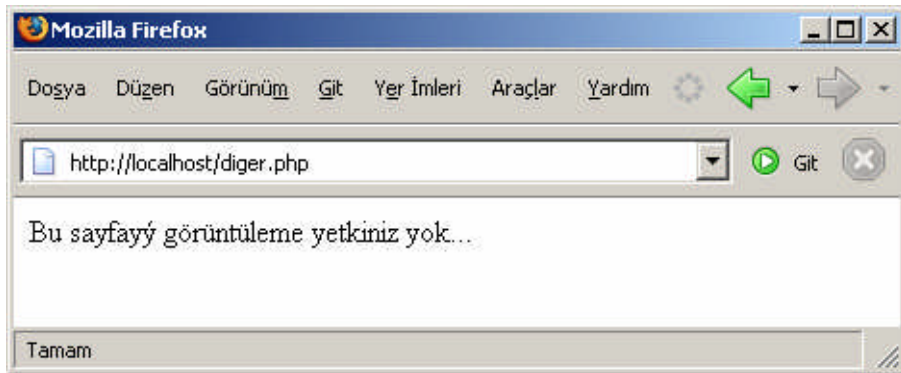 Mozilla Firefox
Dosya Düzen Görünüm Git Yer İmleri Araçlar Yardım
http://localhost/diger.php Git
Bu sayfayý görüntüleme yetkiniz yok...
Tamam